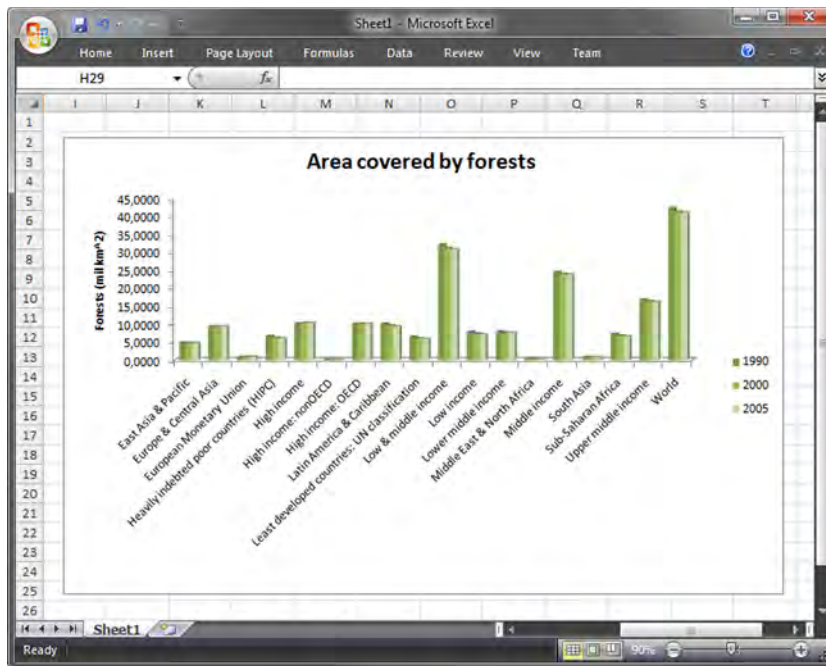 Sheet1 - Microsoft Excel
Home Insert Page Layout Formulas Data Review View Team
H29 fx
I J K L M N O P Q R S T
1
2
3
4
5
6
7
8
9
10
11
12
13
14
15
16
17
18
19
20
21
22
23
24
25
26
Area covered by forests
Forests (mil km^2)
45,0000
40,0000
35,0000
30,0000
25,0000
20,0000
15,0000
10,0000
5,0000
0,0000
East Asia & Pacific
Europe & Central Asia
European Monetary Union
Heavily indebted poor countries (HIPC)
High income
High income: nonOECD
High income: OECD
Latin America & Caribbean
Least developed countries: UN classification
Low & middle income
Low income
Lower middle income
Middle East & North Africa
Middle income
South Asia
Sub-Saharan Africa
Upper middle income
World
1990
2000
2005
Sheet1
Ready 90%